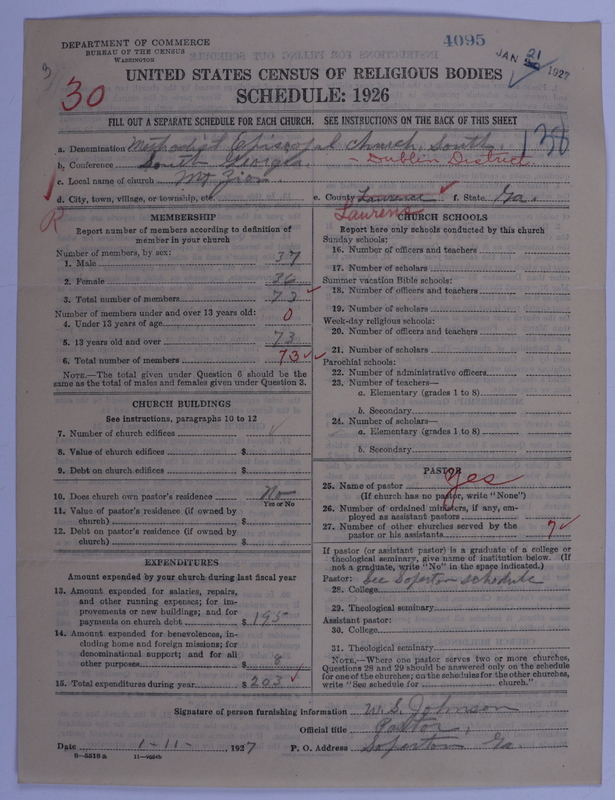 DEPARTMENT OF COMMERCE
BUREAU OF THE CENSUS
WASHINGTON
4095
JAN 21 1927
3
30
UNITED STATES CENSUS OF RELIGIOUS BODIES
SCHEDULE: 1926
FILL OUT A SEPARATE SCHEDULE FOR EACH CHURCH. SEE INSTRUCTIONS ON THE BACK OF THIS SHEET
138
a. Denomination Methodist Episcopal Church, South.
b. Conference South Georgia. - Dublin District
c. Local name of church Mt Zion.
d. City, town, village, or township, etc. e. County Laurence f. State Ga.
R
Laurens
MEMBERSHIP
Report number of members according to definition of
member in your church
Number of members, by sex:
1. Male 37
2. Female 36
3. Total number of members 73
Number of members under and over 13 years old:
4. Under 13 years of age 0
5. 13 years old and over 73
6. Total number of members 73
NOTE.—The total given under Question 6 should be the
same as the total of males and females given under Question 3.
CHURCH BUILDINGS
See instructions, paragraphs 10 to 12
7. Number of church edifices
8. Value of church edifices $
9. Debt on church edifices $
10. Does church own pastor's residence No
Yes or No
11. Value of pastor's residence (if owned by
church) $
12. Debt on pastor's residence (if owned by
church) $
EXPENDITURES
Amount expended by your church during last fiscal year
13. Amount expended for salaries, repairs,
and other running expenses; for im-
provements or new buildings; and for
payments on church debt $ 195
14. Amount expended for benevolences, in-
cluding home and foreign missions; for
denominational support; and for all
other purposes $ 8
15. Total expenditures during year $ 203
CHURCH SCHOOLS
Report here only schools conducted by this church
Sunday schools:
16. Number of officers and teachers
17. Number of scholars
Summer vacation Bible schools:
18. Number of officers and teachers
19. Number of scholars
Week-day religious schools:
20. Number of officers and teachers
21. Number of scholars
Parochial schools:
22. Number of administrative officers
23. Number of teachers—
a. Elementary (grades 1 to 8)
b. Secondary
24. Number of scholars—
a. Elementary (grades 1 to 8)
b. Secondary
PASTOR
25. Name of pastor yes
(If church has no pastor, write "None")
26. Number of ordained ministers, if any, em-
ployed as assistant pastors
27. Number of other churches served by the
pastor or his assistants 7
If pastor (or assistant pastor) is a graduate of a college or
theological seminary, give name of institution below. (If
not a graduate, write "No" in the space indicated.)
Pastor: See Soperton schedule
28. College
29. Theological seminary
Assistant pastor:
30. College
31. Theological seminary
NOTE.—Where one pastor serves two or more churches,
Questions 28 and 29 should be answered only on the schedule
for one of the churches; on the schedules for the other churches,
write "See schedule for church."
Signature of person furnishing information W. S. Johnson
Official title Pastor,
Date 1-11-, 1927 P. O. Address Soperton Ga.
8-5519a